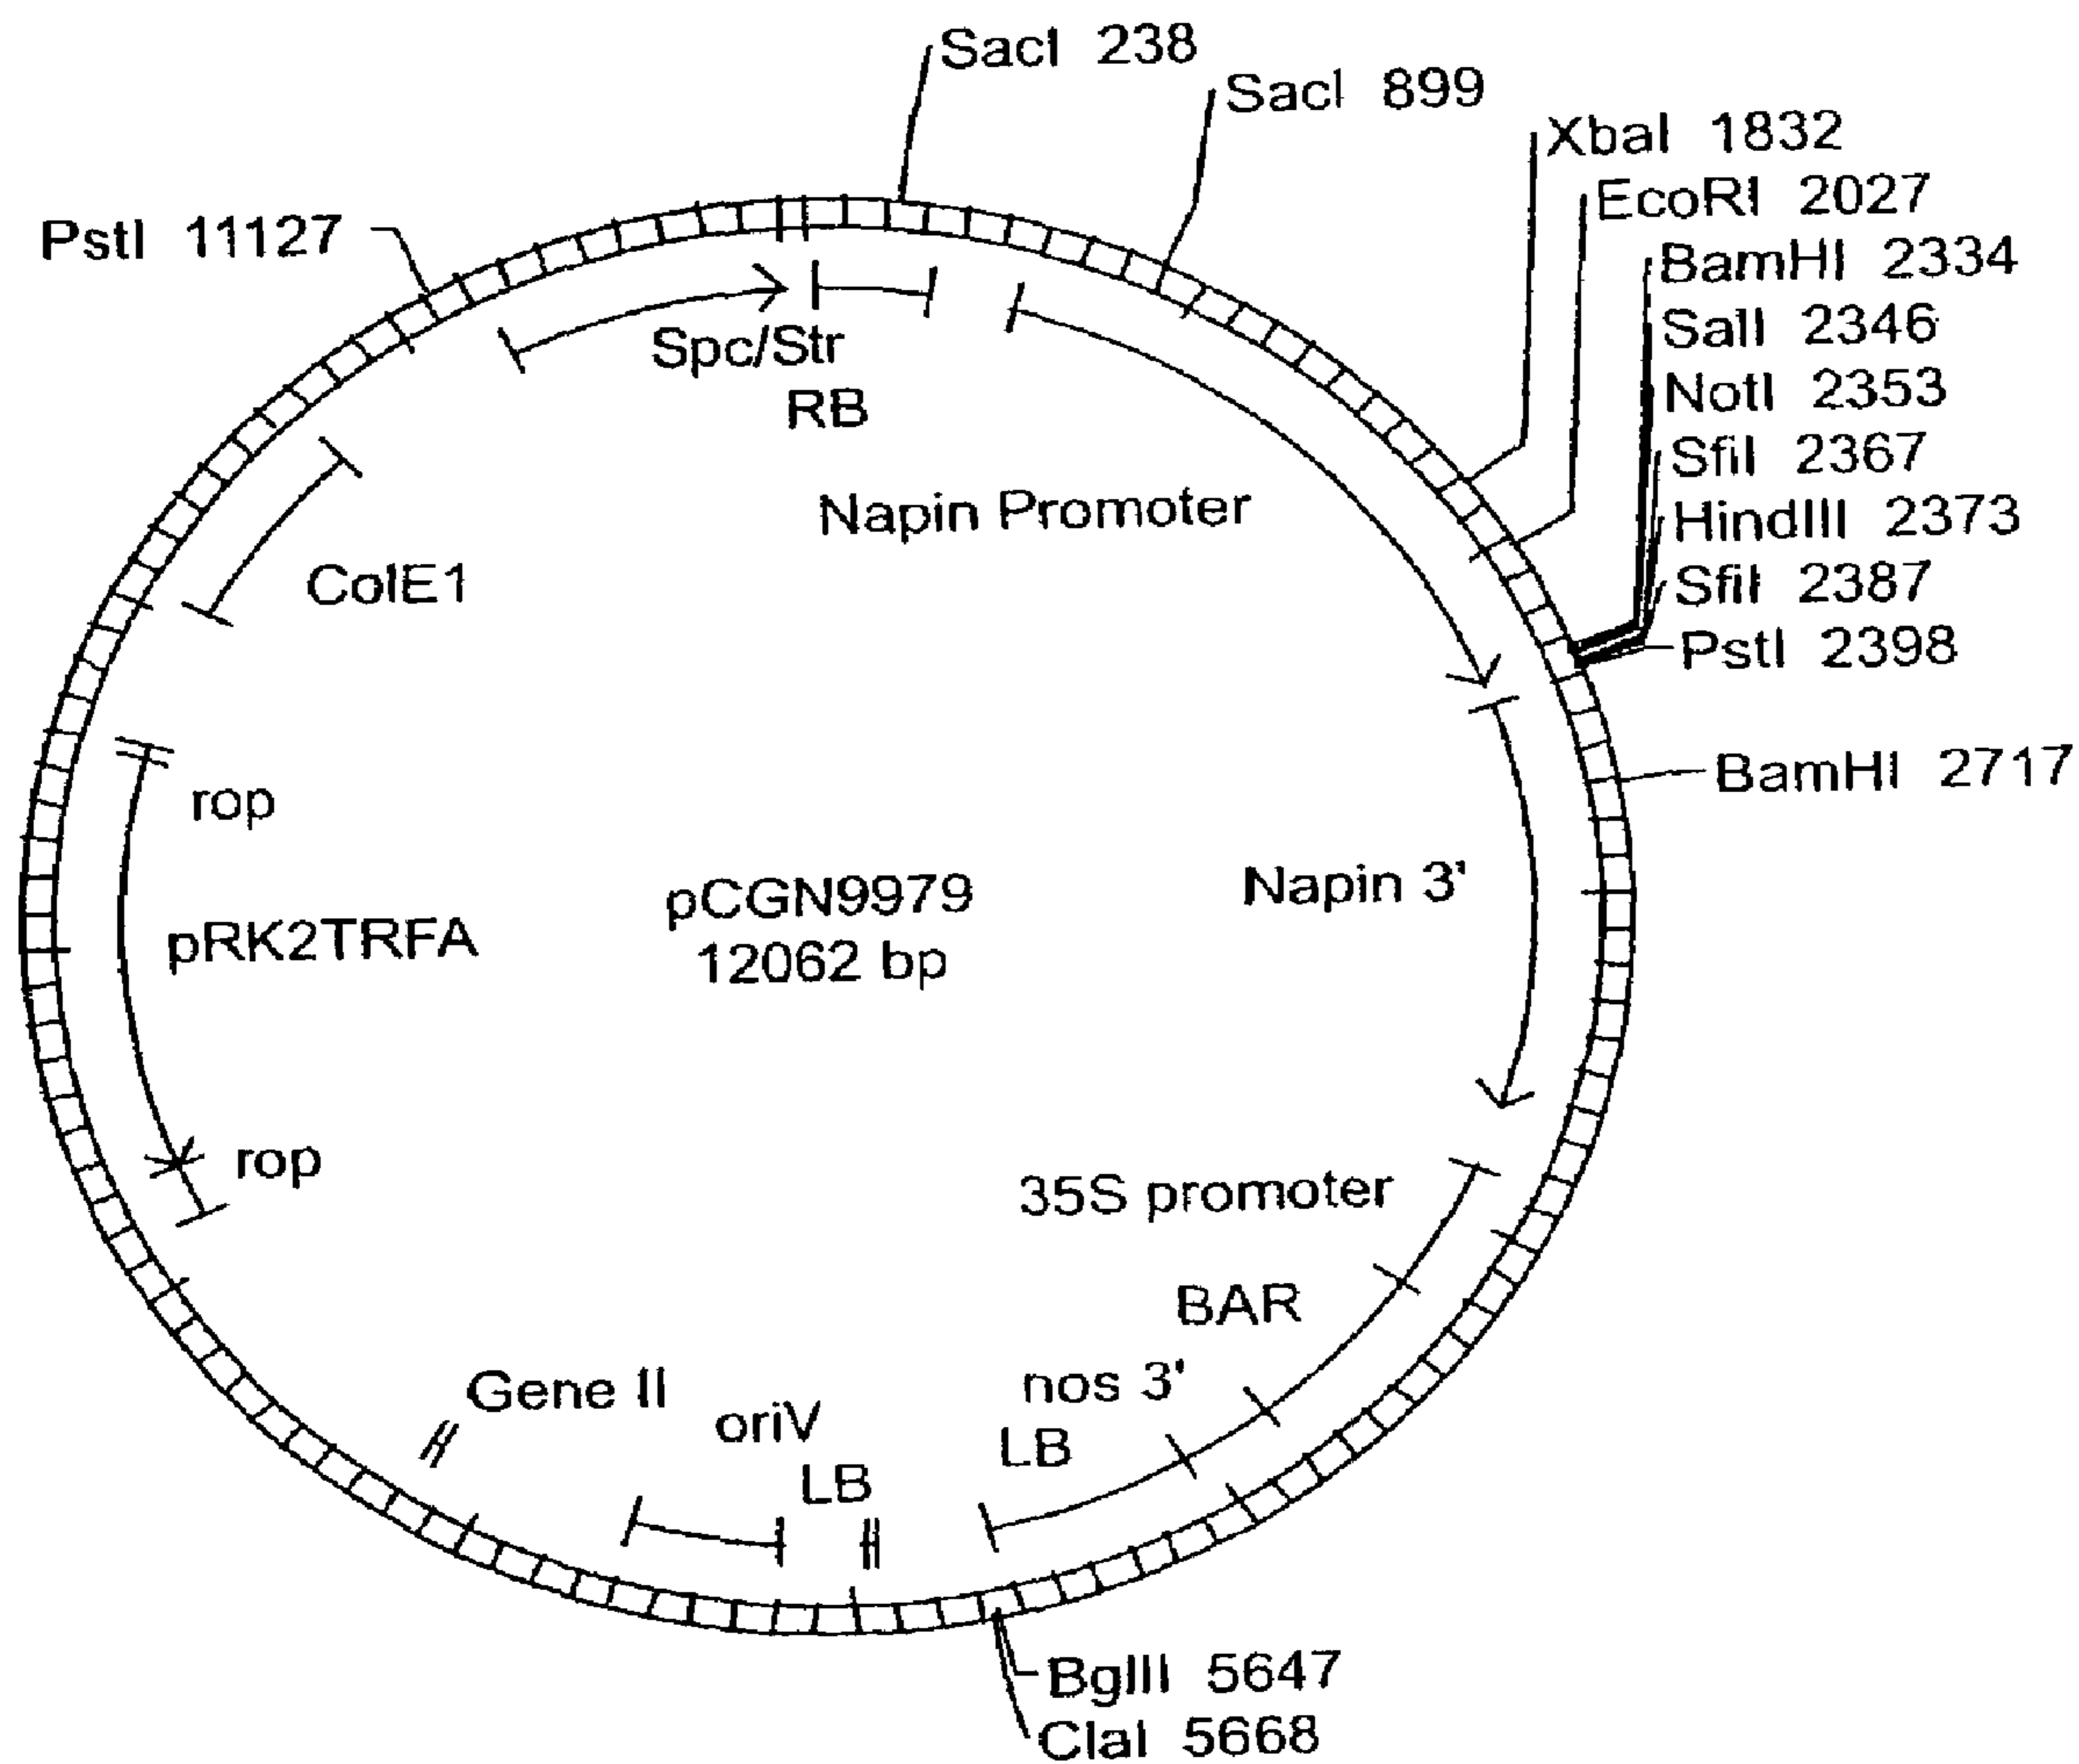 SacI 238
SacI 899
XbaI 1832
EcoRI 2027
PstI 11127
BamHI 2334
SalI 2346
Spc/Str
NotI 2353
RB
SfiI 2367
Napin Promoter
HindIII 2373
ColE1
SfiI 2387
PstI 2398
BamHI 2717
rop
Napin 3'
pCGN9979
pRK2TRFA
12062 bp
rop
35S promoter
BAR
nos 3'
Gene II
oriV
LB
LB
BglII 5647
ClaI 5668